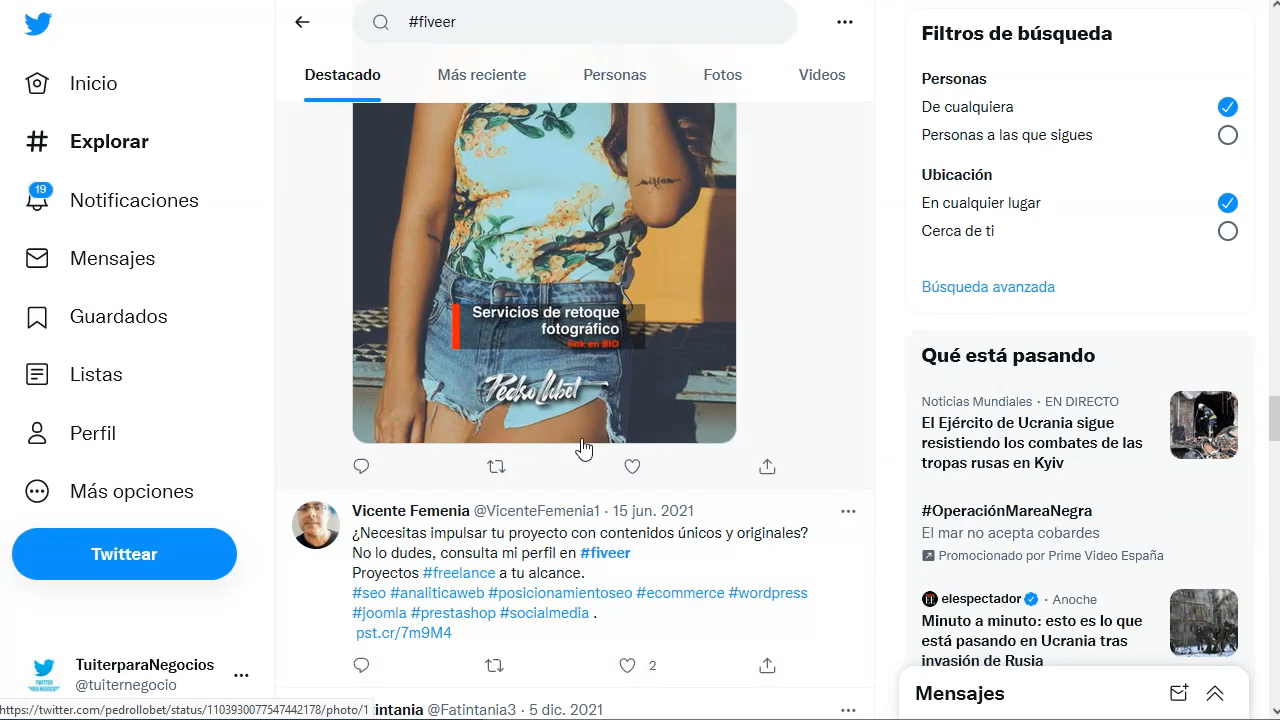 #fiveer
Destacado
Más reciente
Personas
Fotos
Videos
Inicio
Explorar
19
Notificaciones
Mensajes
Guardados
Listas
Perfil
Más opciones
Twittear
TuiterparaNegocios
@tuiternegocio
https://twitter.com/pedrollobet/status/1103930077547442178/photo/1
Servicios de retoque
fotográfico
link en BIO
Pedro Llobet
Vicente Femenia @VicenteFemenia1 · 15 jun. 2021
¿Necesitas impulsar tu proyecto con contenidos únicos y originales?
No lo dudes, consulta mi perfil en #fiveer
Proyectos #freelance a tu alcance.
#seo #analiticaweb #posicionamientoseo #ecommerce #wordpress
#joomla #prestashop #socialmedia .
pst.cr/7m9M4
2
intania @Fatintania3 · 5 dic. 2021
Filtros de búsqueda
Personas
De cualquiera
Personas a las que sigues
Ubicación
En cualquier lugar
Cerca de ti
Búsqueda avanzada
Qué está pasando
Noticias Mundiales · EN DIRECTO
El Ejército de Ucrania sigue
resistiendo los combates de las
tropas rusas en Kyiv
#OperaciónMareaNegra
El mar no acepta cobardes
Promocionado por Prime Video España
elespectador · Anoche
Minuto a minuto: esto es lo que
está pasando en Ucrania tras
invasión de Rusia
Mensajes